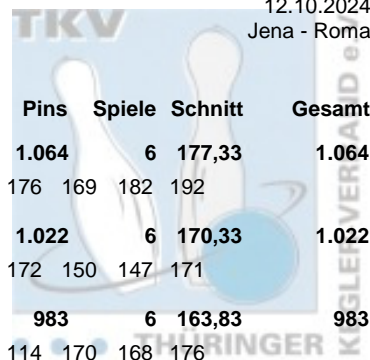 TKV
12.10.2024
Jena - Roma
Pins Spiele Schnitt Gesamt
1.064 6 177,33 1.064
176 169 182 192
1.022 6 170,33 1.022
172 150 147 171
983 6 163,83 983
114 170 168 176
THÜRINGER
KEGLERVERBAND e.V.